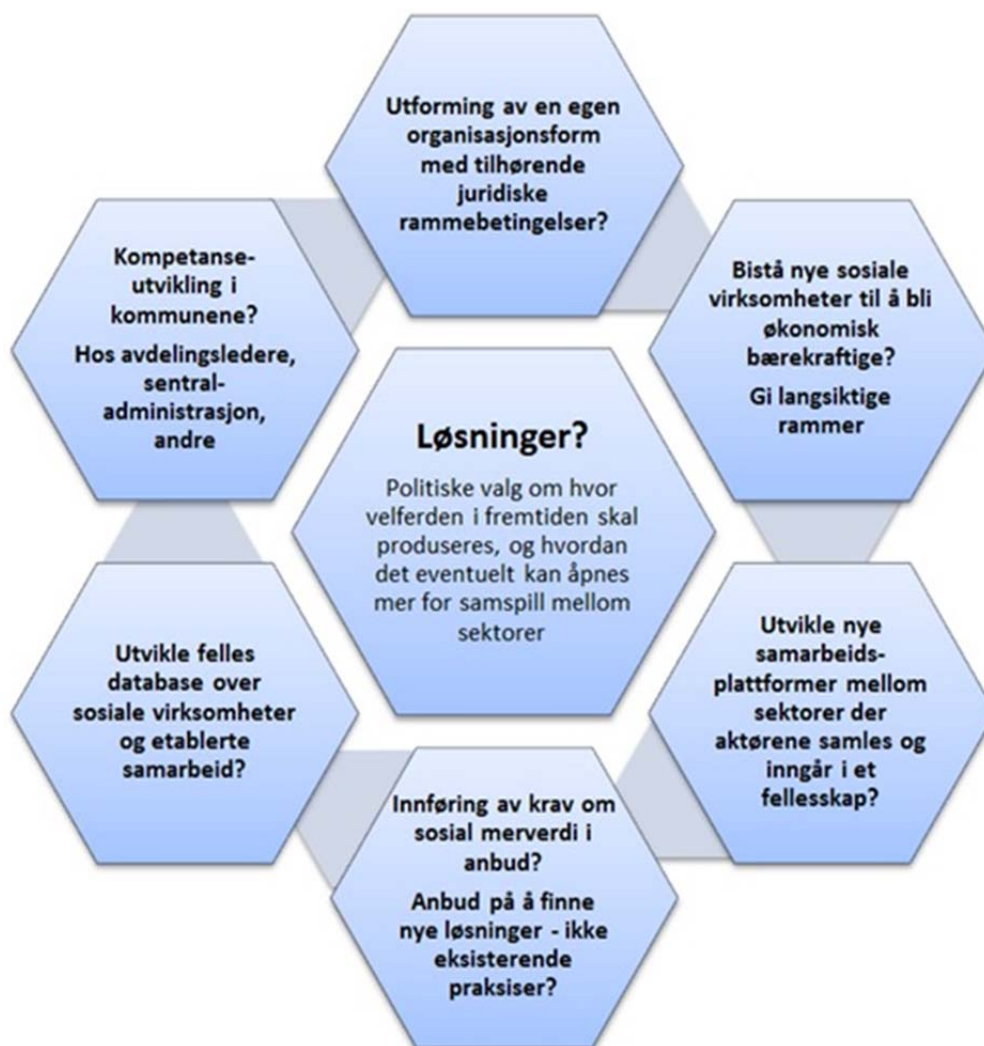 Utforming av en egen
organisasjonsform
med tilhørende
juridiske
rammebetingelser?
Bistå nye sosiale
virksomheter til å bli
økonomisk
bærekraftige?
Gi langsiktige
rammer
Utvikle nye
samarbeids-
plattformer mellom
sektorer der
aktørene samles og
inngår i et
fellesskap?
Innføring av krav om
sosial merverdi i
anbud?
Anbud på å finne
nye løsninger - ikke
eksisterende
praksiser?
Utvikle felles
database over
sosiale virksomheter
og etablerte
samarbeid?
Kompetanse-
utvikling i
kommunene?
Hos avdelingsledere,
sentral-
administrasjon,
andre
Løsninger?
Politiske valg om hvor
velferden i fremtiden skal
produseres, og hvordan
det eventuelt kan åpnes
mer for samspill mellom
sektorer